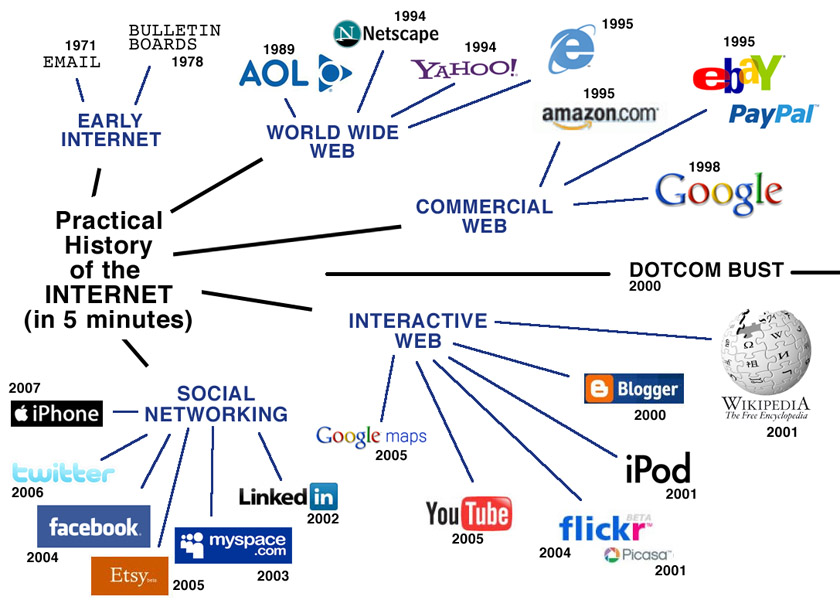 1971
EMAIL
BULLETIN
BOARDS
1978
EARLY
INTERNET
1989
AOL
1994
Netscape
1994
YAHOO!
1995
e
WORLD WIDE
WEB
1995
amazon.com
1995
ebaY
PayPal
1998
Google
COMMERCIAL
WEB
Practical
History
of the
INTERNET
(in 5 minutes)
DOTCOM BUST
2000
INTERACTIVE
WEB
WIKIPEDIA
The Free Encyclopedia
2001
Blogger
2000
iPod
2001
flickr BETA
2004
Picasa
2001
YouTube
2005
Google maps
2005
SOCIAL
NETWORKING
2007
iPhone
twitter
2006
facebook
2004
Etsy beta
2005
myspace
.com
2003
LinkedIn
2002